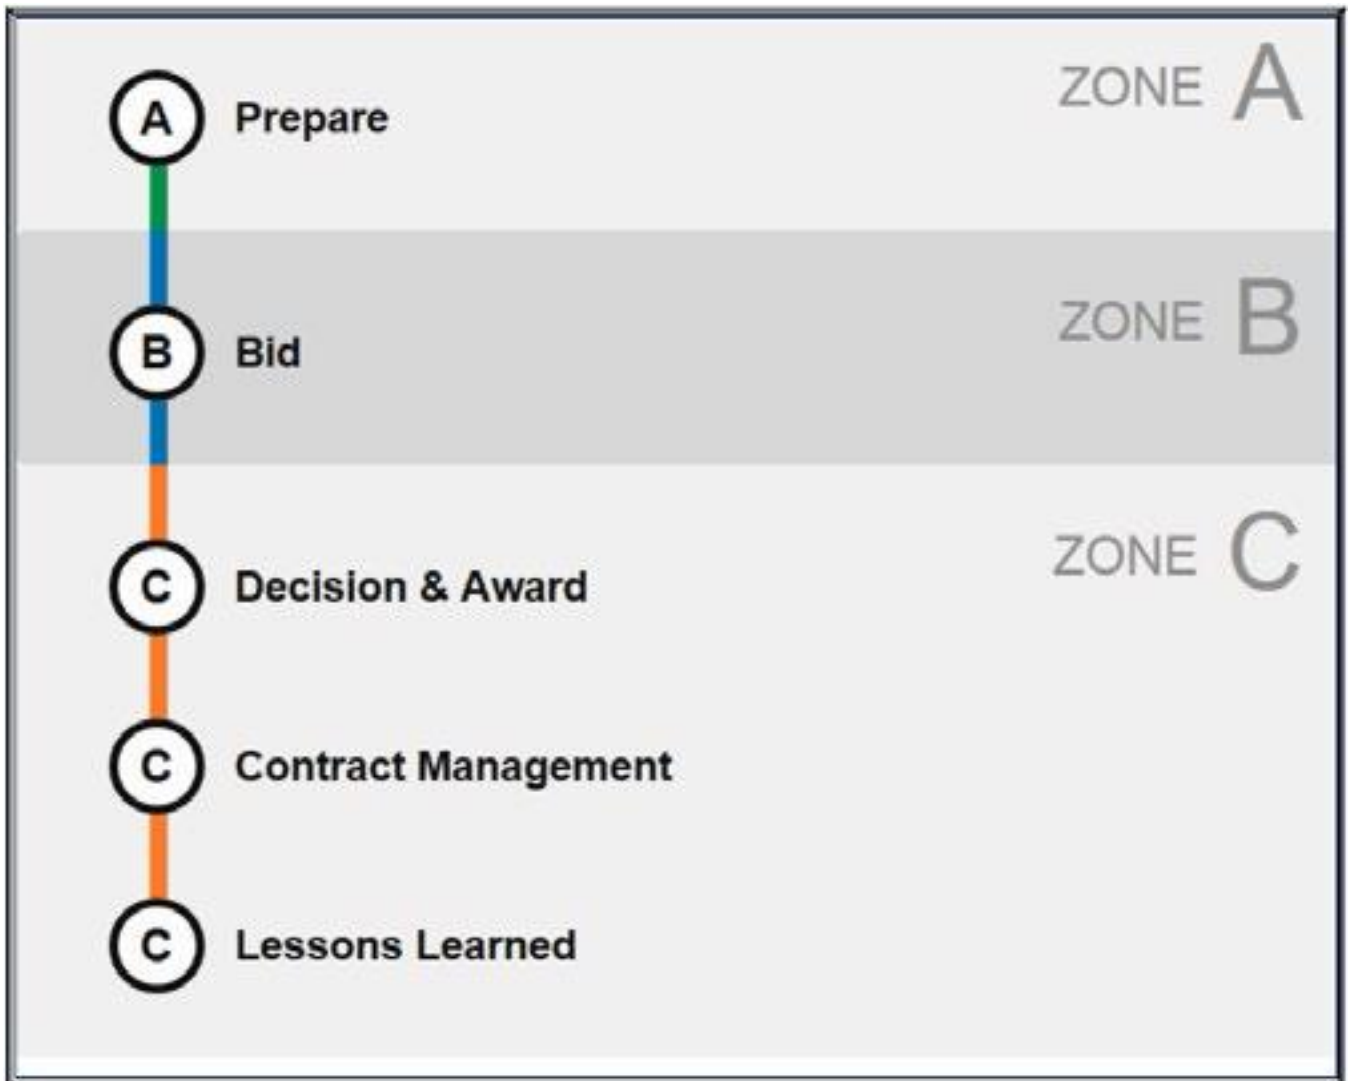 ZONE A
A Prepare
ZONE B
B Bid
ZONE C
C Decision & Award
C Contract Management
C Lessons Learned